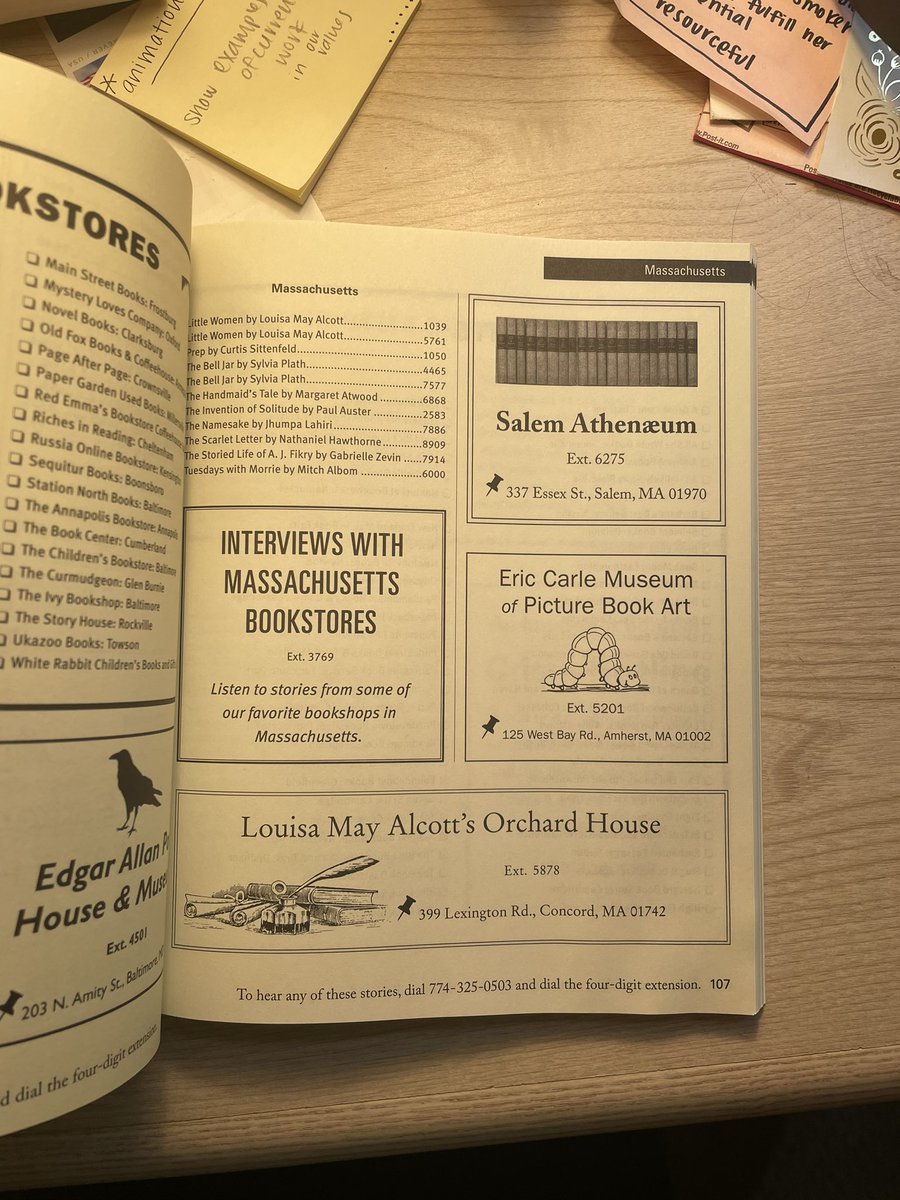 animation
show examples
of current
work
in our
values
smoker
fulfill her
resourceful
.Post-it.com
EVER / USA
OKSTORES
❏ Main Street Books: Frostburg
❏ Mystery Loves Company: Oxford
❏ Novel Books: Clarksburg
❏ Old Fox Books & Coffeehouse:
❏ Page After Page: Crownsville
❏ Paper Garden Used Books:
❏ Red Emma's Bookstore Coffeehouse
❏ Riches in Reading: Cheltenham
❏ Russia Online Bookstore: Kensington
❏ Sequitur Books: Boonsboro
❏ Station North Books: Baltimore
❏ The Annapolis Bookstore: Annapolis
❏ The Book Center: Cumberland
❏ The Children's Bookstore: Baltimore
❏ The Curmudgeon: Glen Burnie
❏ The Ivy Bookshop: Baltimore
❏ The Story House: Rockville
❏ Ukazoo Books: Towson
❏ White Rabbit Children's Books and
Edgar Allan
House &
Ext. 4501
203 N. Amity St., Baltimore,
d dial the four-digit extension.
Massachusetts
Massachusetts
Little Women by Louisa May Alcott..........................1039
Little Women by Louisa May Alcott..........................5761
Prep by Curtis Sittenfeld..........................................1050
The Bell Jar by Sylvia Plath.......................................4465
The Bell Jar by Sylvia Plath.......................................7577
The Handmaid's Tale by Margaret Atwood ..............6868
The Invention of Solitude by Paul Auster ................2583
The Namesake by Jhumpa Lahiri..............................7886
The Scarlet Letter by Nathaniel Hawthorne.............8909
The Storied Life of A. J. Fikry by Gabrielle Zevin ......7914
Tuesdays with Morrie by Mitch Albom ....................6000
INTERVIEWS WITH
MASSACHUSETTS
BOOKSTORES
Ext. 3769
Listen to stories from some of
our favorite bookshops in
Massachusetts.
Salem Athenæum
Ext. 6275
337 Essex St., Salem, MA 01970
Eric Carle Museum
of Picture Book Art
Ext. 5201
125 West Bay Rd., Amherst, MA 01002
Louisa May Alcott's Orchard House
Ext. 5878
399 Lexington Rd., Concord, MA 01742
To hear any of these stories, dial 774-325-0503 and dial the four-digit extension. 107